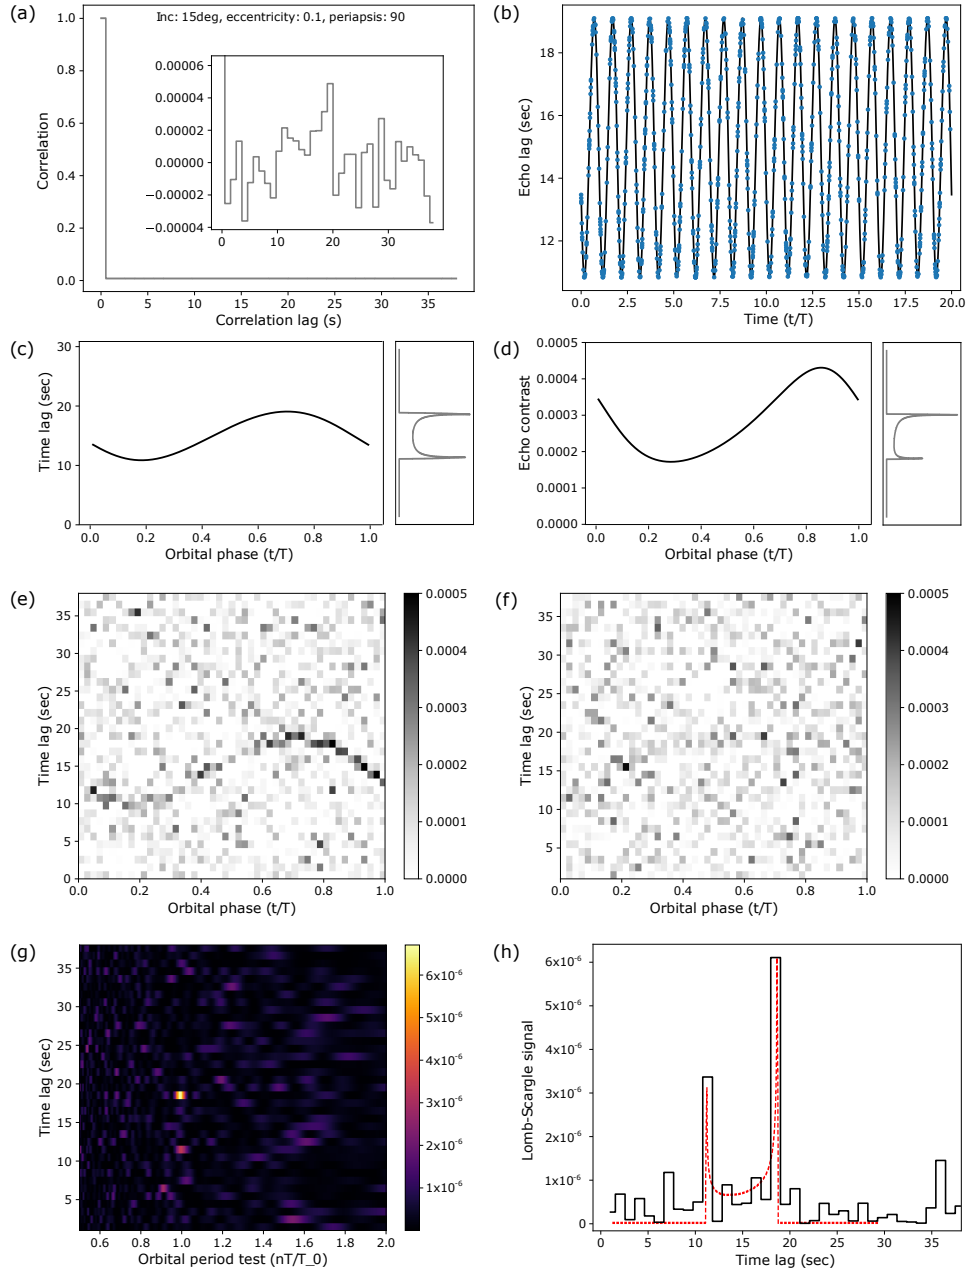 (a)
Inc: 15deg, eccentricity: 0.1, periapsis: 90
1.0
0.8
0.6
0.4
0.2
0.0
Correlation
0.00006
0.00004
0.00002
0.00000
−0.00002
−0.00004
0 10 20 30
0 5 10 15 20 25 30 35
Correlation lag (s)
(b)
18
16
14
12
Echo lag (sec)
0.0 2.5 5.0 7.5 10.0 12.5 15.0 17.5 20.0
Time (t/T)
(c)
30
20
10
0
Time lag (sec)
0.0 0.2 0.4 0.6 0.8 1.0
Orbital phase (t/T)
(d)
0.0005
0.0004
0.0003
0.0002
0.0001
0.0000
Echo contrast
0.0 0.2 0.4 0.6 0.8 1.0
Orbital phase (t/T)
(e)
35
30
25
20
15
10
5
0
Time lag (sec)
0.0 0.2 0.4 0.6 0.8 1.0
Orbital phase (t/T)
0.0005
0.0004
0.0003
0.0002
0.0001
0.0000
(f)
35
30
25
20
15
10
5
Time lag (sec)
0.0 0.2 0.4 0.6 0.8 1.0
Orbital phase (t/T)
0.0005
0.0004
0.0003
0.0002
0.0001
0.0000
(g)
35
30
25
20
15
10
5
Time lag (sec)
0.6 0.8 1.0 1.2 1.4 1.6 1.8 2.0
Orbital period test (nT/T_0)
6x10⁻⁶
5x10⁻⁶
4x10⁻⁶
3x10⁻⁶
2x10⁻⁶
1x10⁻⁶
(h)
6x10⁻⁶
5x10⁻⁶
3x10⁻⁶
1x10⁻⁶
0
Lomb-Scargle signal
0 5 10 15 20 25 30 35
Time lag (sec)